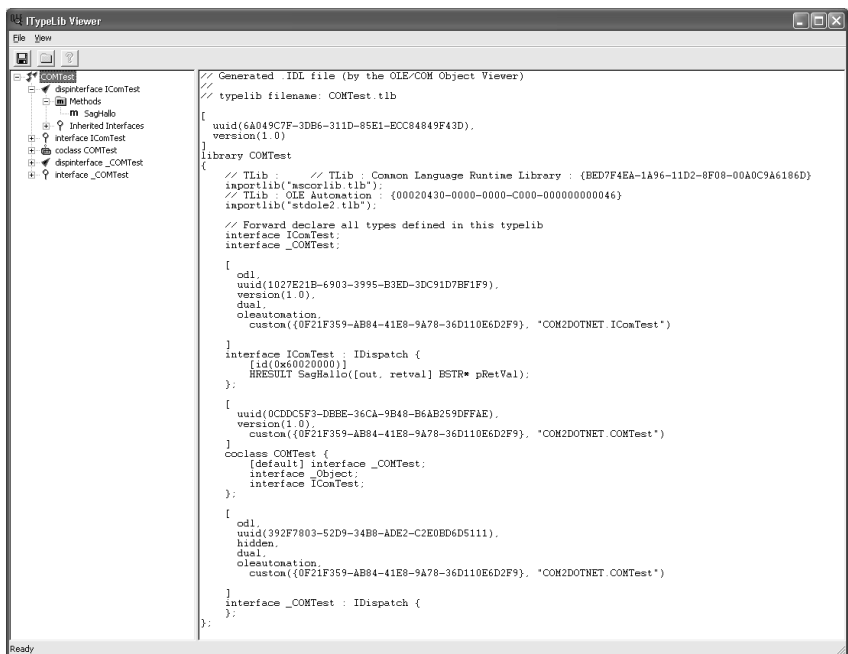 ITypeLib Viewer
File View
COMTest
dispinterface IComTest
Methods
m SagHallo
Inherited Interfaces
interface IComTest
coclass COMTest
dispinterface _COMTest
interface _COMTest
// Generated .IDL file (by the OLE/COM Object Viewer)
//
// typelib filename: COMTest.tlb
[
uuid(6A049C7F-3DB6-311D-85E1-ECC84849F43D),
version(1.0)
]
library COMTest
{
// TLib :     // TLib : Common Language Runtime Library : {BED7F4EA-1A96-11D2-8F08-00A0C9A6186D}
importlib("mscorlib.tlb");
// TLib : OLE Automation : {00020430-0000-0000-C000-000000000046}
importlib("stdole2.tlb");
// Forward declare all types defined in this typelib
interface IComTest;
interface _COMTest;
[
odl,
uuid(1027E21B-6903-3995-B3ED-3DC91D7BF1F9),
version(1.0),
dual,
oleautomation,
custom({0F21F359-AB84-41E8-9A78-36D110E6D2F9}, "COM2DOTNET.IComTest")
]
interface IComTest : IDispatch {
[id(0x60020000)]
HRESULT SagHallo([out, retval] BSTR* pRetVal);
};
[
uuid(0CDDC5F3-DBBE-36CA-9B48-B6AB259DFFAE),
version(1.0),
custom({0F21F359-AB84-41E8-9A78-36D110E6D2F9}, "COM2DOTNET.COMTest")
]
coclass COMTest {
[default] interface _COMTest;
interface _Object;
interface IComTest;
};
[
odl,
uuid(392F7803-52D9-34B8-ADE2-C2E0BD6D5111),
hidden,
dual,
oleautomation,
custom({0F21F359-AB84-41E8-9A78-36D110E6D2F9}, "COM2DOTNET.COMTest")
]
interface _COMTest : IDispatch {
};
};
Ready